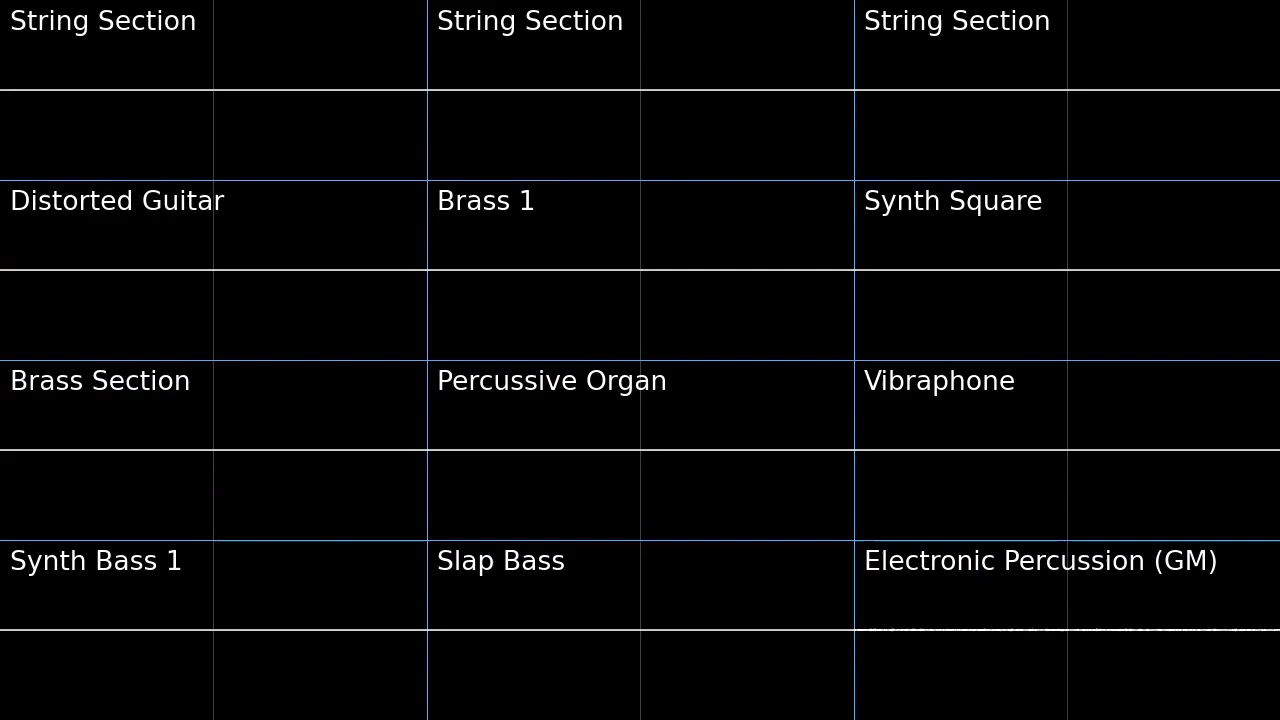 String Section
String Section
String Section
Distorted Guitar
Brass 1
Synth Square
Brass Section
Percussive Organ
Vibraphone
Synth Bass 1
Slap Bass
Electronic Percussion (GM)